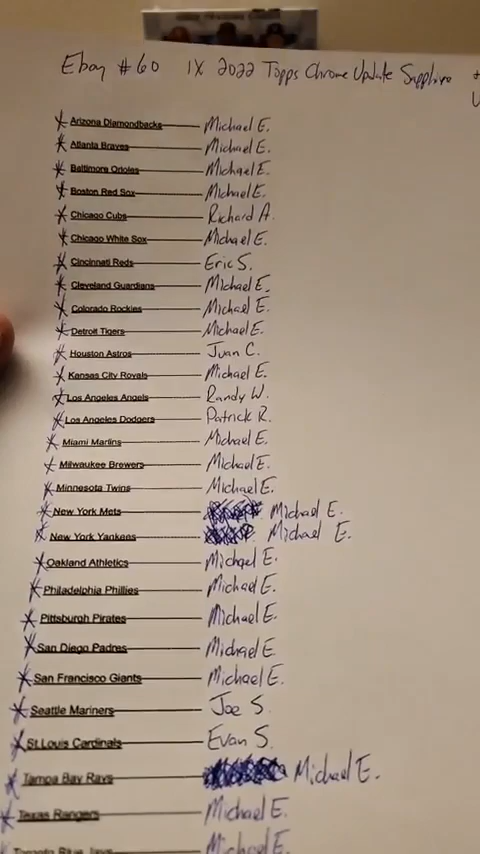 Ebay #60 1X 2022 Topps Chrome Update Sapphire
Arizona Diamondbacks Michael E.
Atlanta Braves Michael E.
Baltimore Orioles Michael E.
Boston Red Sox Michael E.
Chicago Cubs Richard A.
Chicago White Sox Michael E.
Cincinnati Reds Eric S.
Cleveland Guardians Michael E.
Colorado Rockies Michael E.
Detroit Tigers Michael E.
Houston Astros Juan C.
Kansas City Royals Michael E.
Los Angeles Angels Randy W.
Los Angeles Dodgers Patrick R.
Miami Marlins Michael E.
Milwaukee Brewers Michael E.
Minnesota Twins Michael E.
New York Mets Michael E.
New York Yankees Michael E.
Oakland Athletics Michael E.
Philadelphia Phillies Michael E.
Pittsburgh Pirates Michael E.
San Diego Padres Michael E.
San Francisco Giants Michael E.
Seattle Mariners Joe S.
St.Louis Cardinals Evan S.
Tampa Bay Rays Michael E.
Texas Rangers Michael E.
Toronto Blue Jays Michael E.